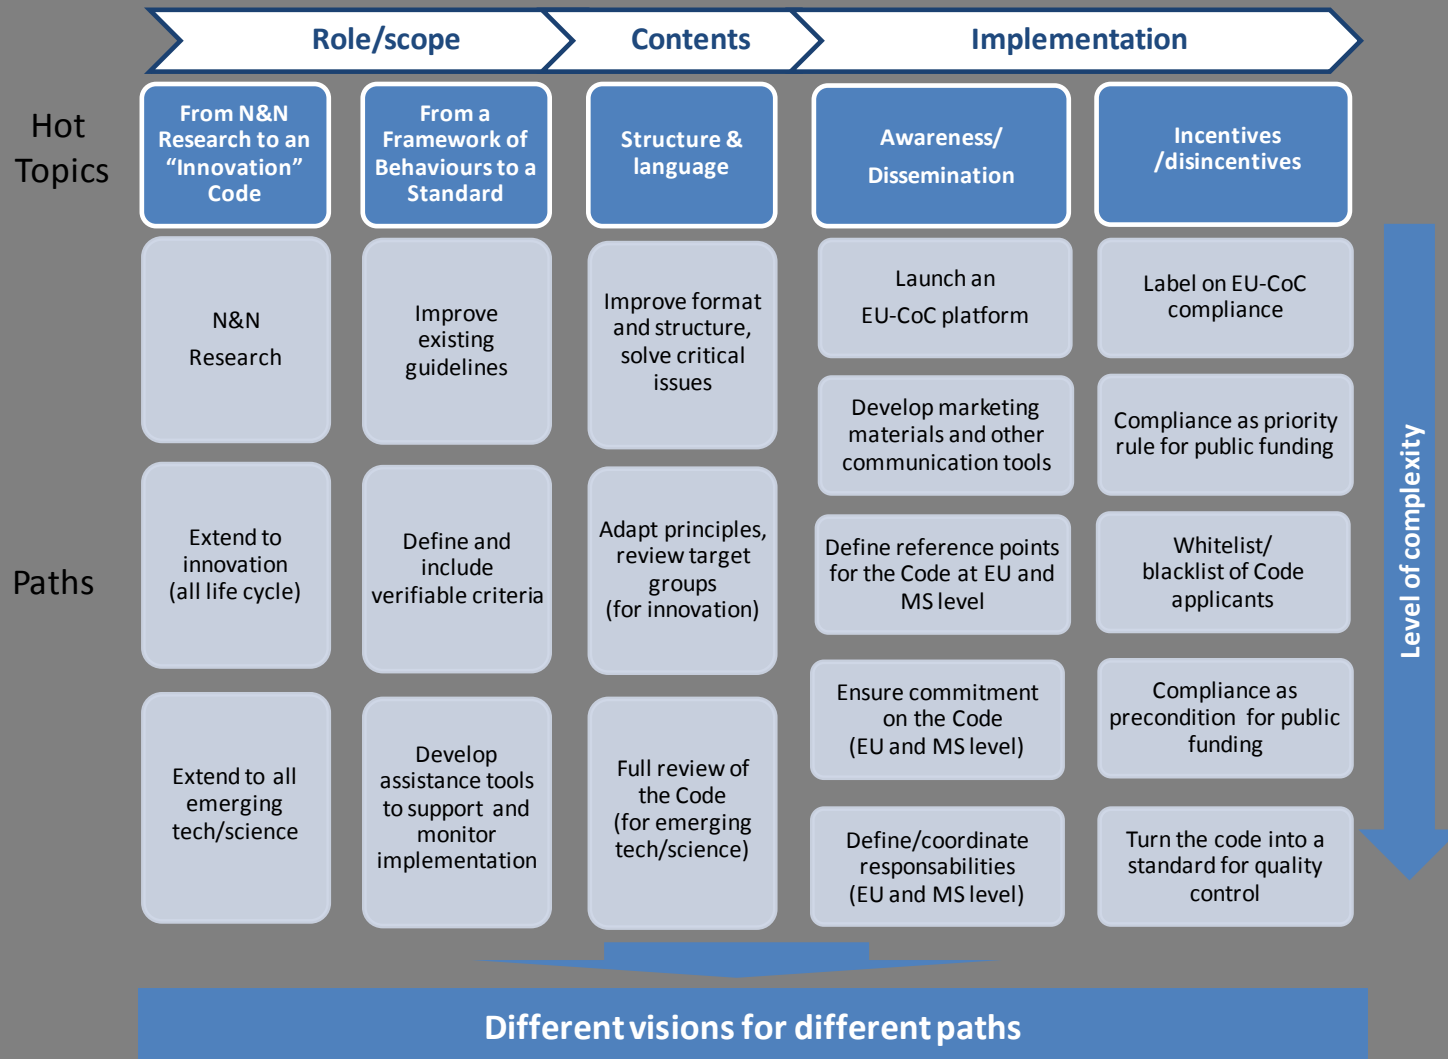 Role/scope
Contents
Implementation
Hot
Topics
From N&N
Research to an
“Innovation”
Code
From a
Framework of
Behaviours to a
Standard
Structure &
language
Awareness/
Dissemination
Incentives
/disincentives
Paths
N&N
Research
Extend to
innovation
(all life cycle)
Extend to all
emerging
tech/science
Improve
existing
guidelines
Define and
include
verifiable criteria
Develop
assistance tools
to support and
monitor
implementation
Improve format
and structure,
solve critical
issues
Adapt principles,
review target
groups
(for innovation)
Full review of
the Code
(for emerging
tech/science)
Launch an
EU-CoC platform
Develop marketing
materials and other
communication tools
Define reference points
for the Code at EU and
MS level
Ensure commitment
on the Code
(EU and MS level)
Define/coordinate
responsabilities
(EU and MS level)
Label on EU-CoC
compliance
Compliance as priority
rule for public funding
Whitelist/
blacklist of Code
applicants
Compliance as
precondition for public
funding
Turn the code into a
standard for quality
control
Level of complexity
Different visions for different paths